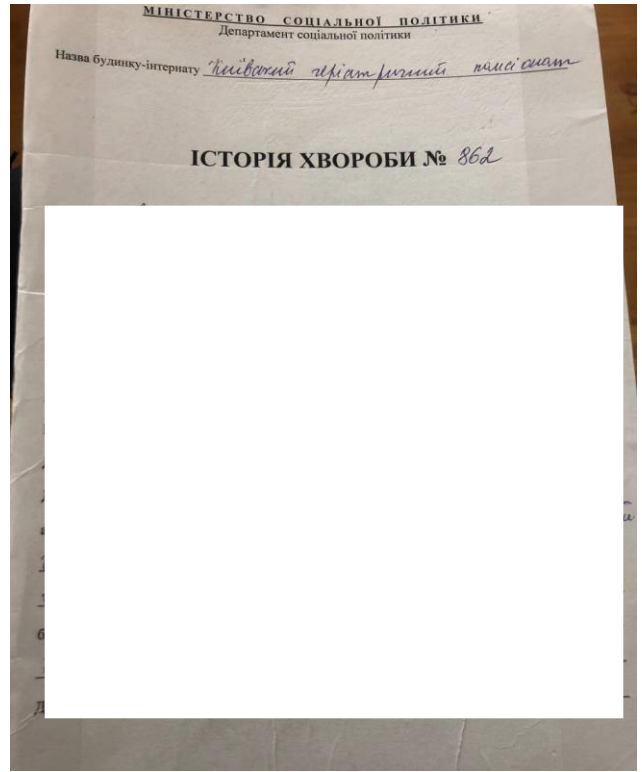 МІНІСТЕРСТВО СОЦІАЛЬНОЇ ПОЛІТИКИ
Департамент соціальної політики
Назва будинку-інтернату Київський геріатричний пансіонат
ІСТОРІЯ ХВОРОБИ № 862